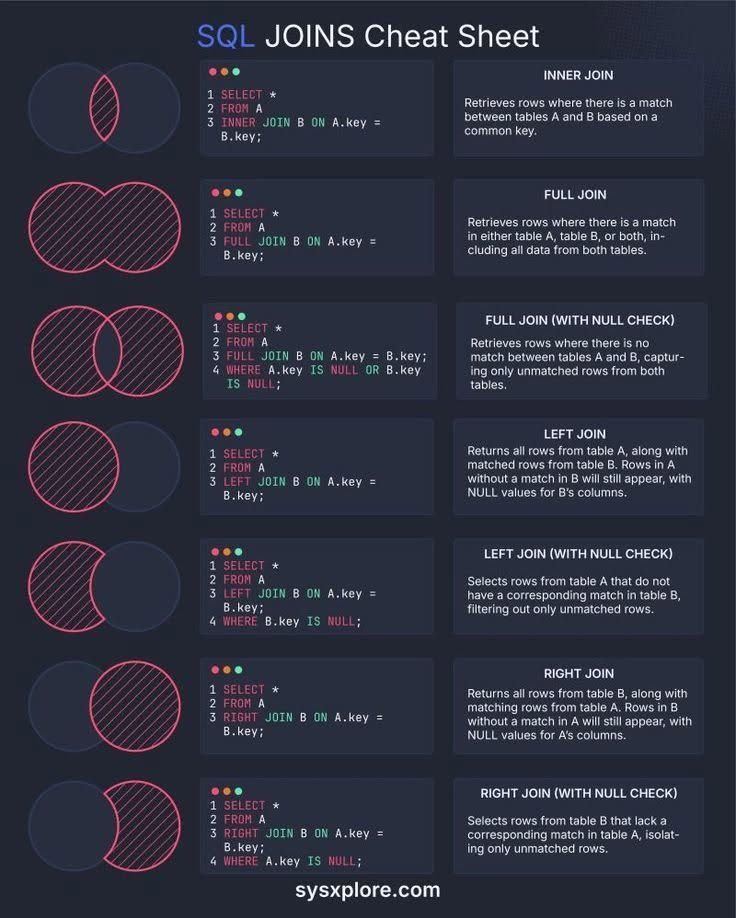 SQL JOINS Cheat Sheet
1 SELECT *
2 FROM A
3 INNER JOIN B ON A.key =
B.key;
INNER JOIN
Retrieves rows where there is a match
between tables A and B based on a
common key.
1 SELECT *
2 FROM A
3 FULL JOIN B ON A.key =
B.key;
FULL JOIN
Retrieves rows where there is a match
in either table A, table B, or both, in-
cluding all data from both tables.
1 SELECT *
2 FROM A
3 FULL JOIN B ON A.key = B.key;
4 WHERE A.key IS NULL OR B.key
IS NULL;
FULL JOIN (WITH NULL CHECK)
Retrieves rows where there is no
match between tables A and B, captur-
ing only unmatched rows from both
tables.
1 SELECT *
2 FROM A
3 LEFT JOIN B ON A.key =
B.key;
LEFT JOIN
Returns all rows from table A, along with
matched rows from table B. Rows in A
without a match in B will still appear, with
NULL values for B's columns.
1 SELECT *
2 FROM A
3 LEFT JOIN B ON A.key =
B.key;
4 WHERE B.key IS NULL;
LEFT JOIN (WITH NULL CHECK)
Selects rows from table A that do not
have a corresponding match in table B,
filtering out only unmatched rows.
1 SELECT *
2 FROM A
3 RIGHT JOIN B ON A.key =
B.key;
RIGHT JOIN
Returns all rows from table B, along with
matching rows from table A. Rows in B
without a match in A will still appear, with
NULL values for A's columns.
1 SELECT *
2 FROM A
3 RIGHT JOIN B ON A.key =
B.key;
4 WHERE A.key IS NULL;
RIGHT JOIN (WITH NULL CHECK)
Selects rows from table B that lack a
corresponding match in table A, isolat-
ing only unmatched rows.
sysxplore.com